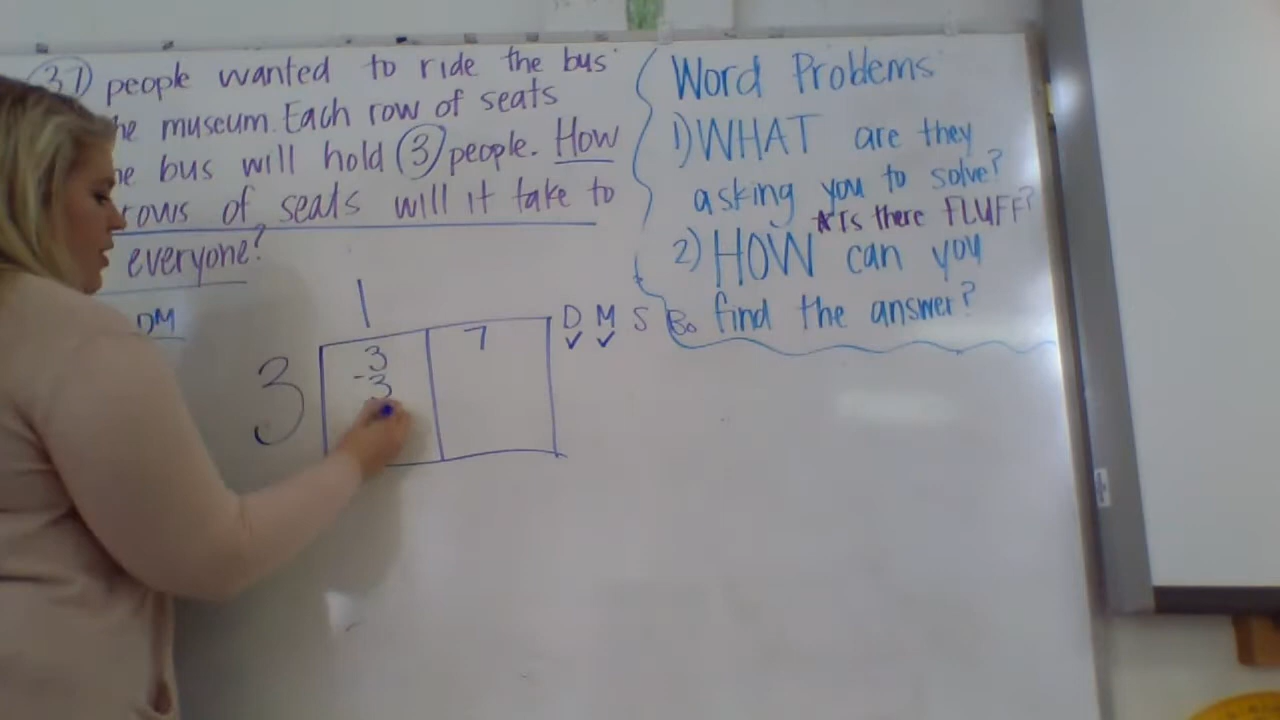 37 people wanted to ride the bus
he museum. Each row of seats
he bus will hold 3 people. How
rows of seats will it take to
everyone?
DM
1
3
3
7
-3
D M S B
Word Problems
1) WHAT are they
asking you to solve?
*Is there FLUFF?
2) HOW can you
find the answer?